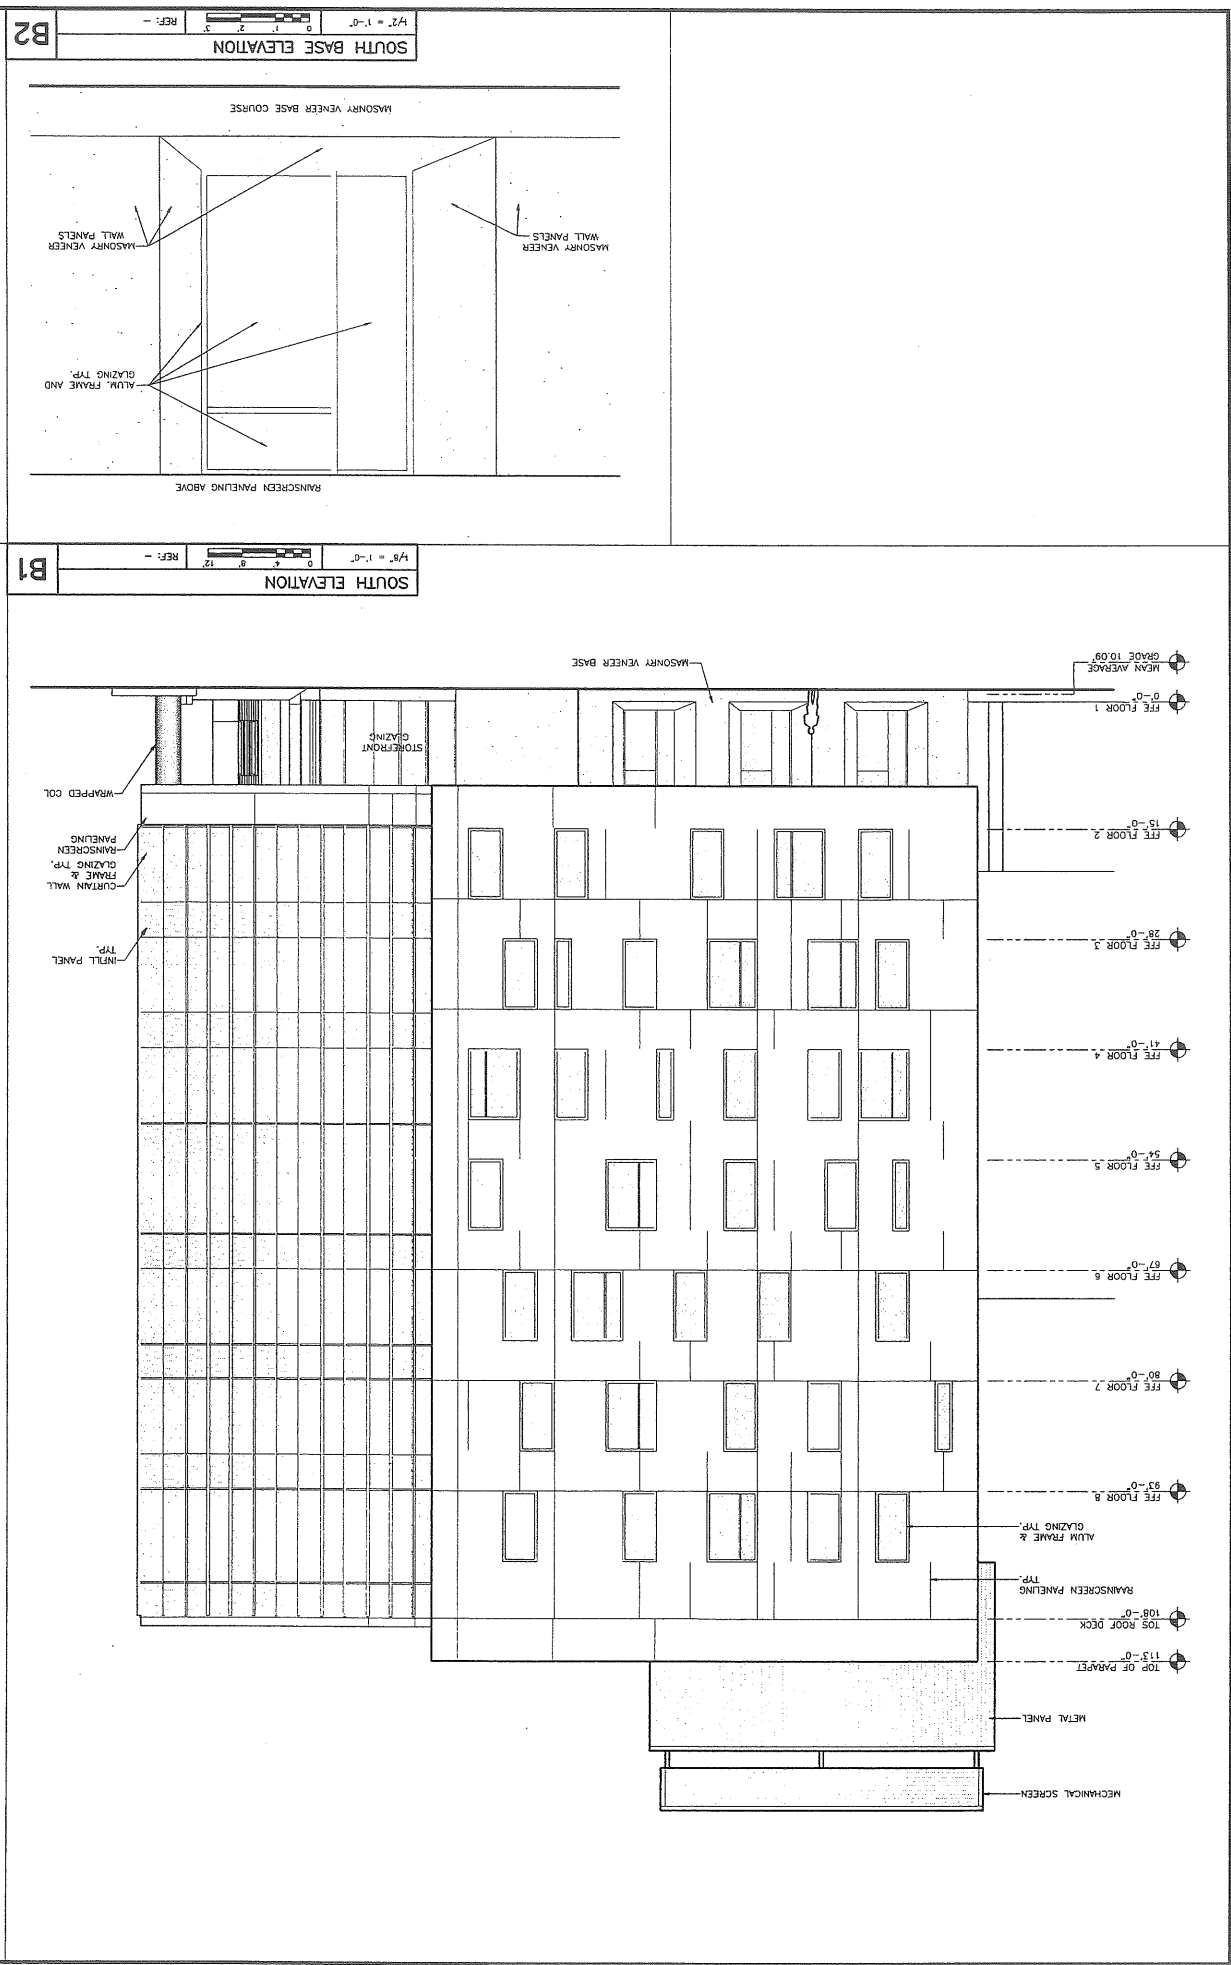 MECHANICAL SCREEN
METAL PANEL
TOP OF PARAPET
113'-0"
TOS ROOF DECK
108'-0"
RAAINSCREEN PANELING
TYP.
ALUM FRAME &
GLAZING TYP.
FFE FLOOR 8
93'-0"
FFE FLOOR 7
80'-0"
FFE FLOOR 6
67'-0"
FFE FLOOR 5
54'-0"
FFE FLOOR 4
41'-0"
FFE FLOOR 3
28'-0"
FFE FLOOR 2
15'-0"
FFE FLOOR 1
0'-0"
MEAN AVERAGE
GRADE 10.09'
INFILL PANEL
TYP.
CURTAIN WALL
FRAME &
GLAZING TYP.
RAINSCREEN
PANELING
WRAPPED COL
STOREFRONT
GLAZING
MASONRY VENEER BASE
SOUTH ELEVATION
1/8" = 1'-0"
0 4' 8' 12'
REF: -
B1
RAINSCREEN PANELING ABOVE
ALUM. FRAME AND
GLAZING TYP.
MASONRY VENEER
WALL PANELS
MASONRY VENEER
WALL PANELS
MASONRY VENEER BASE COURSE
SOUTH BASE ELEVATION
1/2" = 1'-0"
0 1' 2' 3'
REF: -
B2